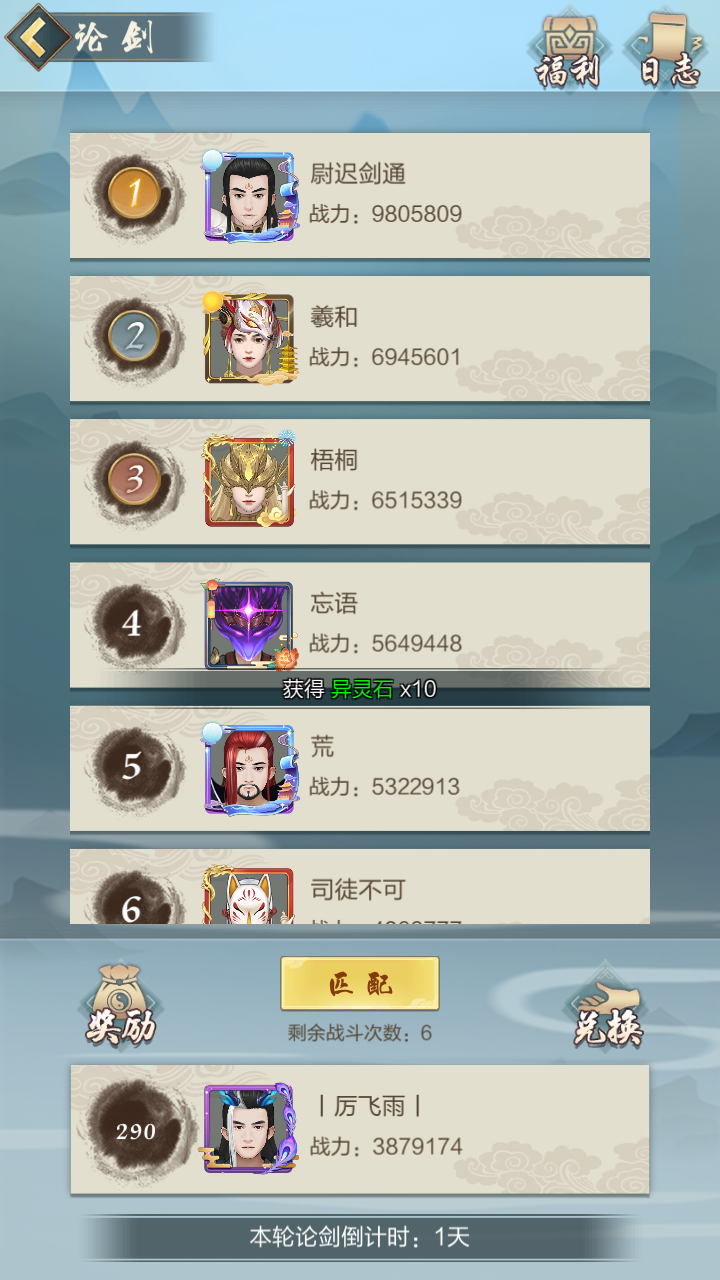 论剑
福利
日志
1
尉迟剑通
战力：9805809
2
羲和
战力：6945601
3
梧桐
战力：6515339
4
忘语
战力：5649448
获得 异灵石 x10
5
荒
战力：5322913
6
司徒不可
匹配
奖励
剩余战斗次数：6
兑换
290
丨厉飞雨丨
战力：3879174
本轮论剑倒计时：1天